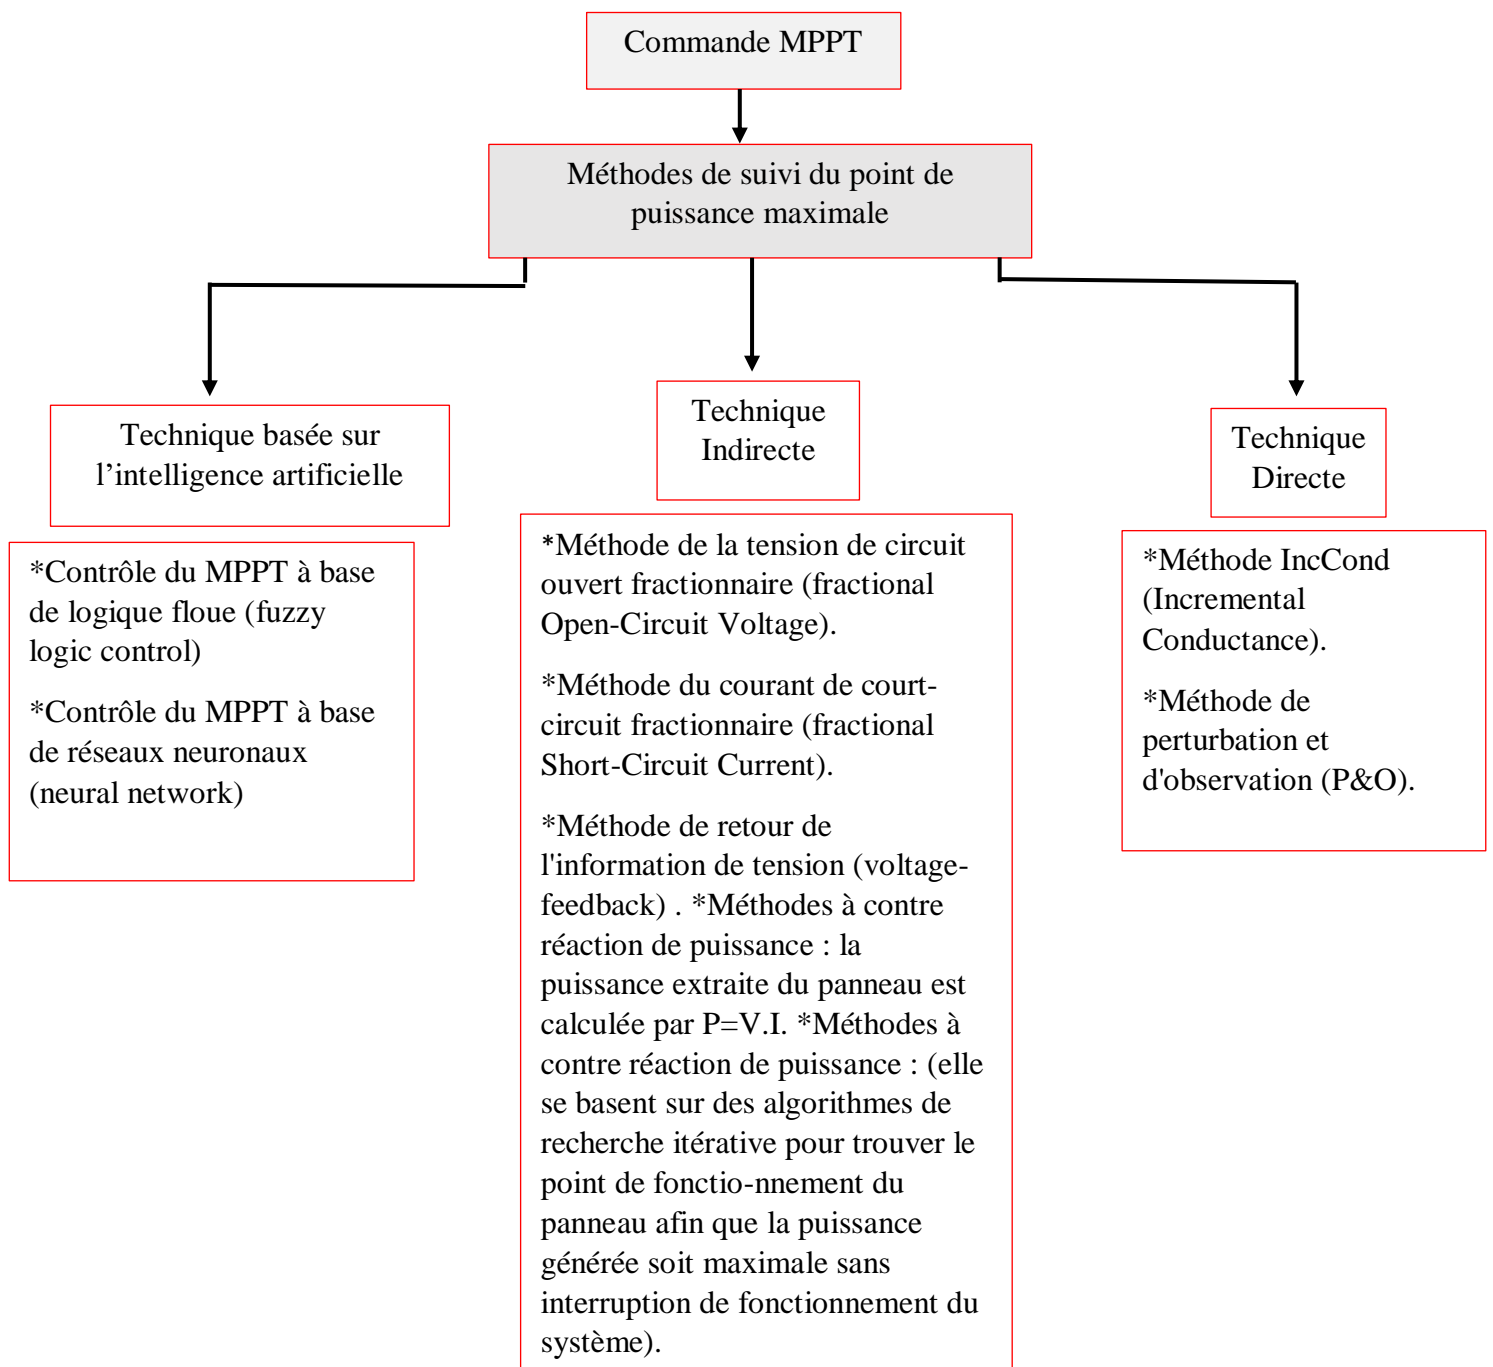 Commande MPPT
Méthodes de suivi du point de
puissance maximale
Technique basée sur
l’intelligence artificielle
*Contrôle du MPPT à base
de logique floue (fuzzy
logic control)
*Contrôle du MPPT à base
de réseaux neuronaux
(neural network)
Technique
Indirecte
*Méthode de la tension de circuit
ouvert fractionnaire (fractional
Open-Circuit Voltage).
*Méthode du courant de court-
circuit fractionnaire (fractional
Short-Circuit Current).
*Méthode de retour de
l'information de tension (voltage-
feedback) . *Méthodes à contre
réaction de puissance : la
puissance extraite du panneau est
calculée par P=V.I. *Méthodes à
contre réaction de puissance : (elle
se basent sur des algorithmes de
recherche itérative pour trouver le
point de fonctio-nnement du
panneau afin que la puissance
générée soit maximale sans
interruption de fonctionnement du
système).
Technique
Directe
*Méthode IncCond
(Incremental
Conductance).
*Méthode de
perturbation et
d'observation (P&O).